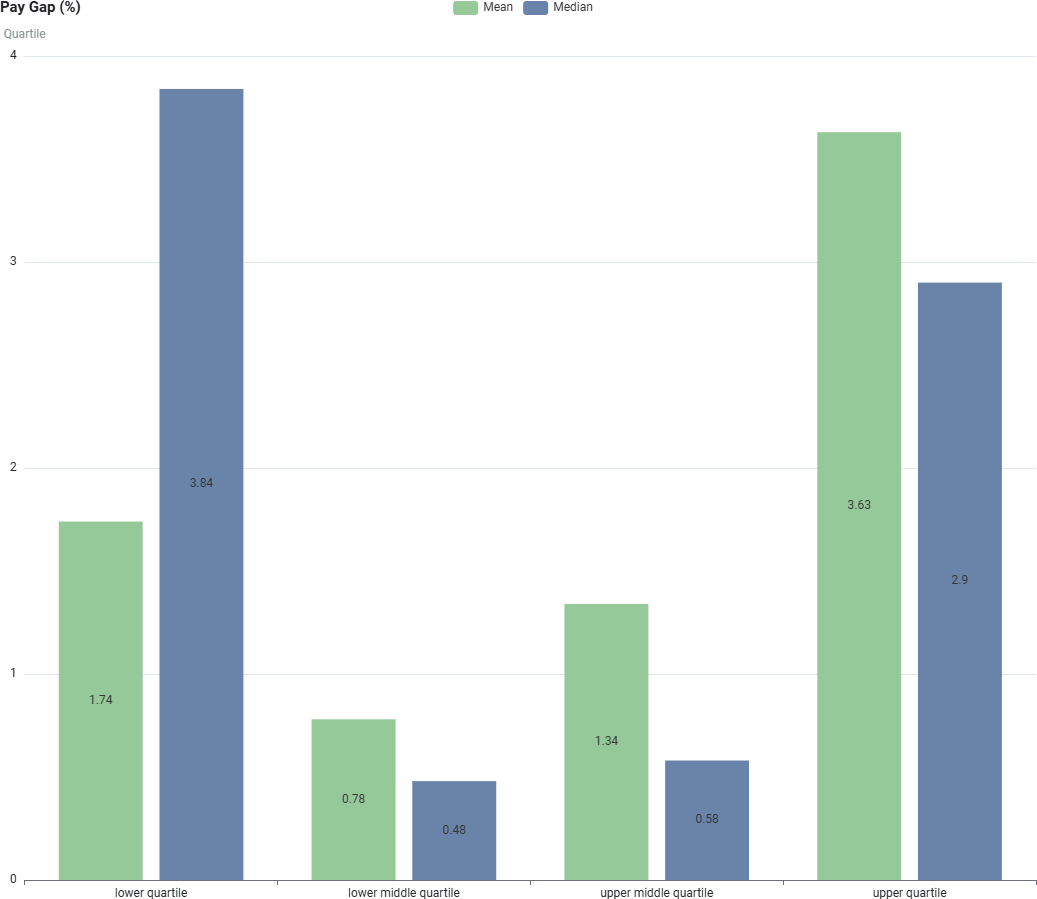 Pay Gap (%)
Mean
Median
Quartile
4
3
2
1
0
1.74
3.84
0.78
0.48
1.34
0.58
3.63
2.9
lower quartile
lower middle quartile
upper middle quartile
upper quartile